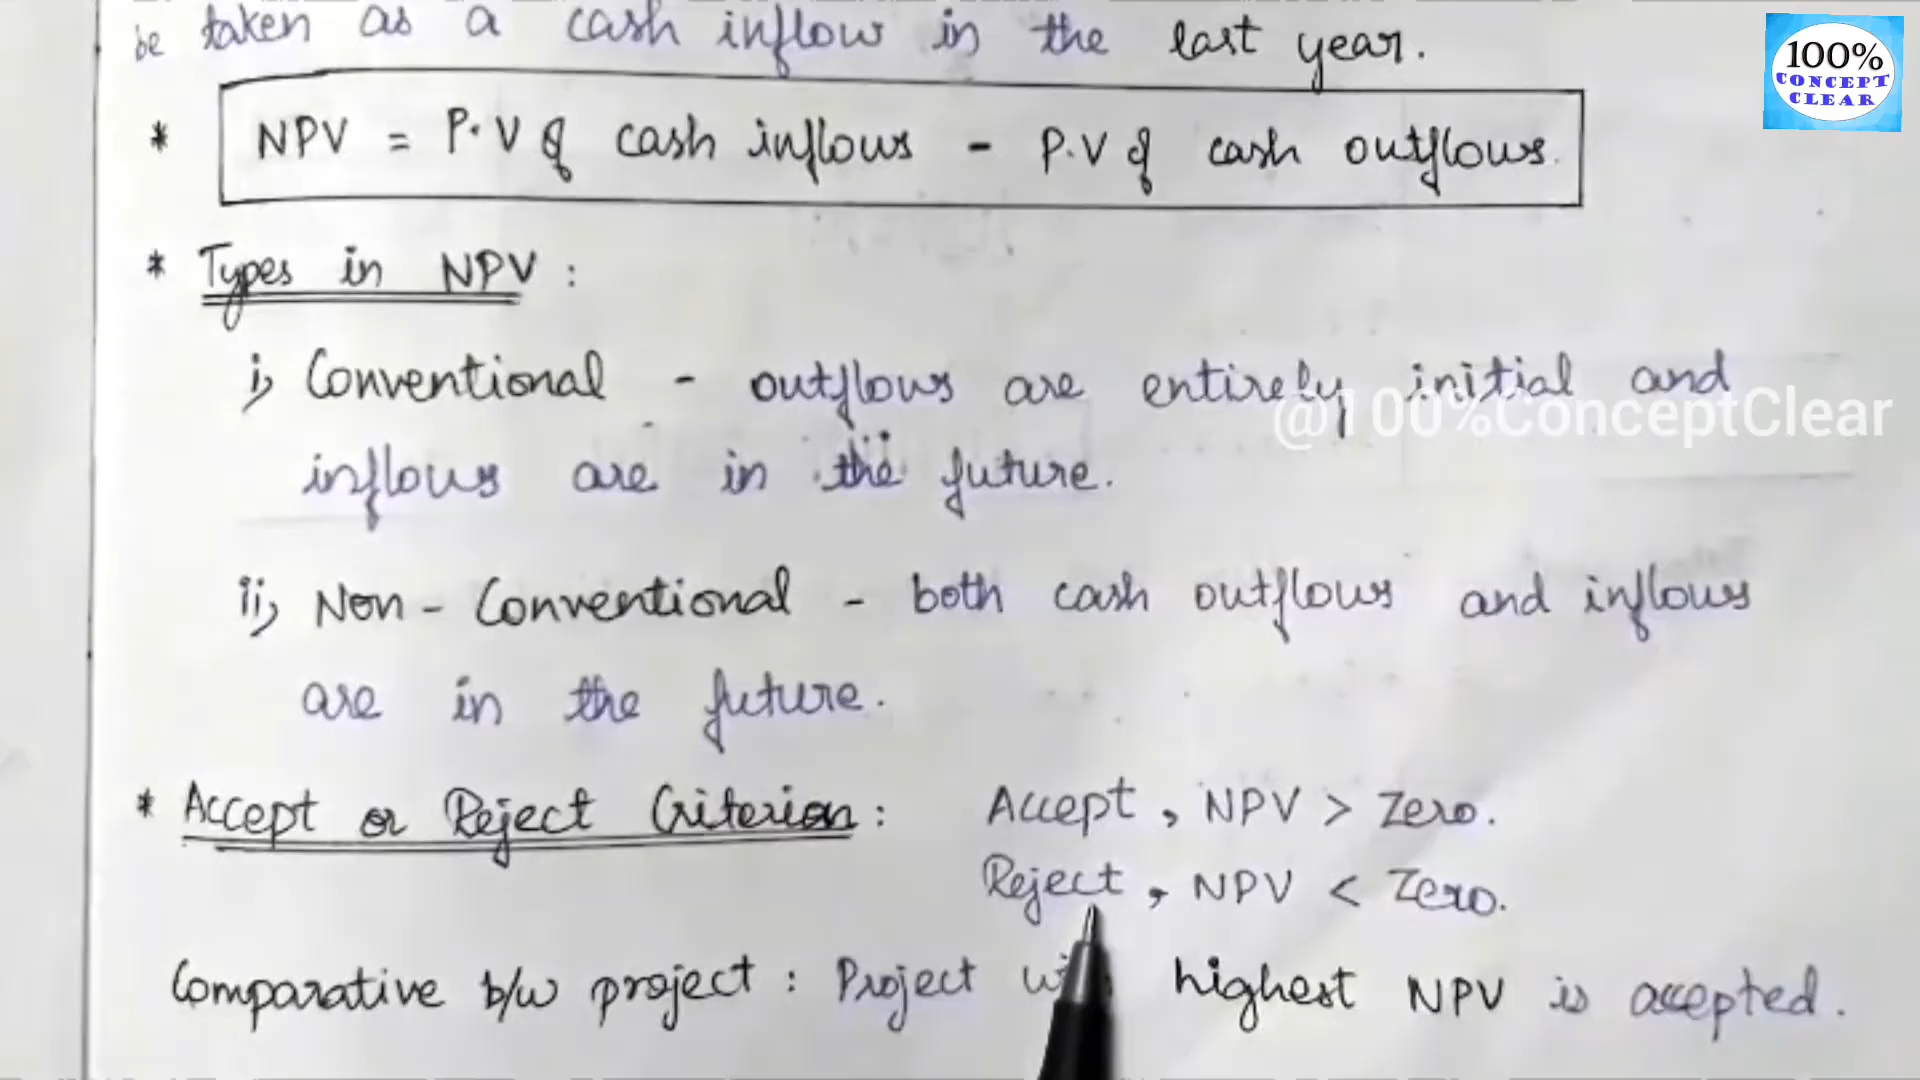 be taken as a cash inflow in the last year.
100%
CONCEPT
CLEAR
* NPV = P.V of cash inflows - P.V of cash outflows.
* Types in NPV :
i) Conventional - outflows are entirely initial and
@100%ConceptClear
inflows are in the future.
ii) Non - Conventional - both cash outflows and inflows
are in the future.
* Accept or Reject Criterion : Accept, NPV > Zero.
Reject, NPV < Zero.
Comparative b/w project : Project highest NPV is accepted.